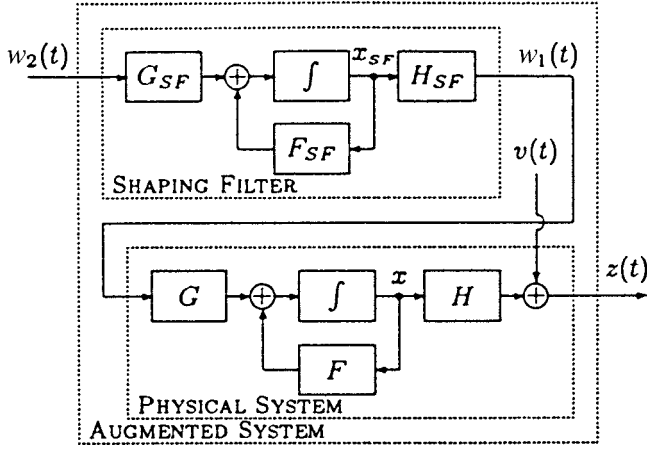 w₂(t)
G_SF
+
∫
x_SF
H_SF
w₁(t)
F_SF
SHAPING FILTER
v(t)
G
+
∫
x
H
+
z(t)
F
PHYSICAL SYSTEM
AUGMENTED SYSTEM